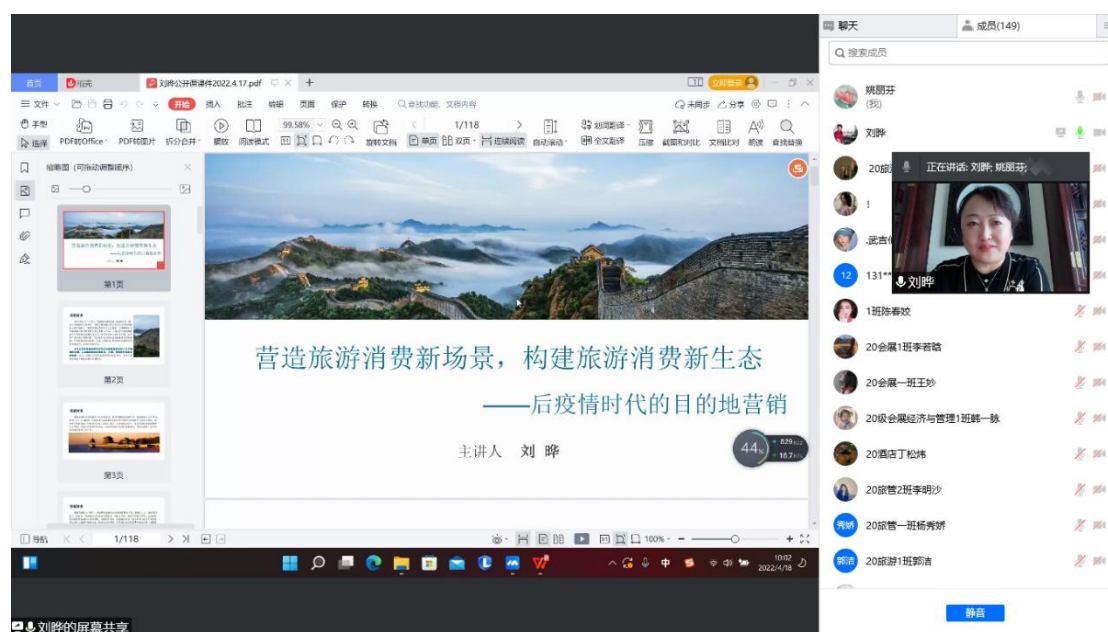 首页
稻壳
刘晔公开课课件2022.4.17.pdf
立即登录
文件
开始
插入
批注
编辑
页面
保护
转换
查找功能、文档内容
未同步
分享
手型
选择
PDF转Office
PDF转图片
拆分合并
播放
阅读模式
99.58%
旋转文档
1/118
单页
双页
连续阅读
自动滚动
划词翻译
全文翻译
压缩
截图和对比
文档比对
朗读
查找替换
缩略图（可拖动调整顺序）
第1页
第2页
第3页
营造旅游消费新场景，构建旅游消费新生态
——后疫情时代的目的地营销
主讲人 刘晔
44%
导航
1/118
100%
中
10:02
2022/4/18
刘晔的屏幕共享
聊天
成员(149)
搜索成员
姚丽芬
(我)
刘晔
正在讲话: 刘晔; 姚丽芬;
刘晔
!
12
131**
1班陈春姣
20会展1班李若晗
20会展一班王妙
20级会展经济与管理1班韩一脉
20酒店丁松炜
20旅管2班李明沙
秀娇
20旅管一班杨秀娇
郭洁
20旅游1班郭洁
静音